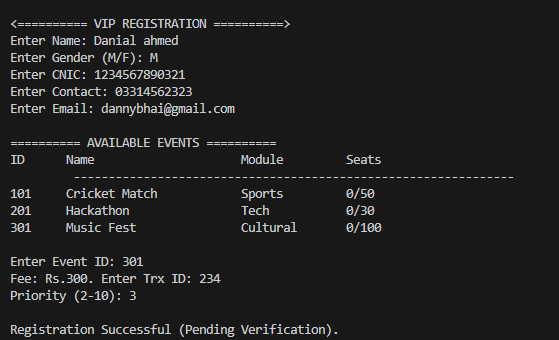 <========== VIP REGISTRATION ==========>
Enter Name: Danial ahmed
Enter Gender (M/F): M
Enter CNIC: 1234567890321
Enter Contact: 03314562323
Enter Email: dannybhai@gmail.com
========== AVAILABLE EVENTS ==========
ID Name Module Seats
---------------------------------------------------------------
101 Cricket Match Sports 0/50
201 Hackathon Tech 0/30
301 Music Fest Cultural 0/100
Enter Event ID: 301
Fee: Rs.300. Enter Trx ID: 234
Priority (2-10): 3
Registration Successful (Pending Verification).